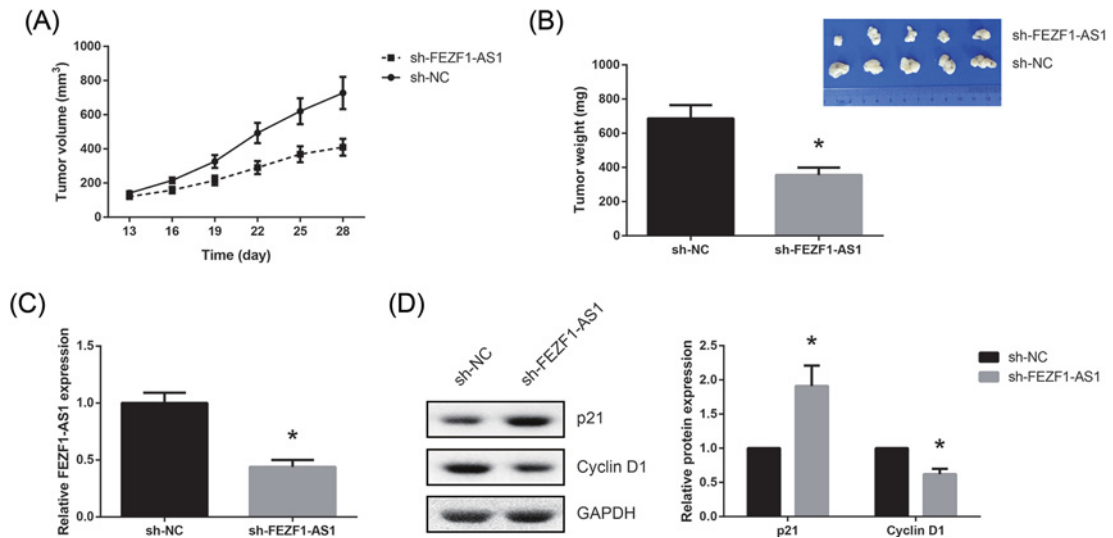 (A)
Tumor volume (mm3)
1000
800
600
400
200
0
13 16 19 22 25 28
Time (day)
sh-FEZF1-AS1
sh-NC
(B)
Tumor weight (mg)
1000
800
600
400
200
0
*
sh-NC sh-FEZF1-AS1
sh-FEZF1-AS1
sh-NC
(C)
Relative FEZF1-AS1 expression
1.5
1.0
0.5
0.0
*
sh-NC sh-FEZF1-AS1
(D)
sh-NC sh-FEZF1-AS1
p21
Cyclin D1
GAPDH
Relative protein expression
2.5
2.0
1.5
1.0
0.5
0.0
* *
p21 Cyclin D1
sh-NC
sh-FEZF1-AS1